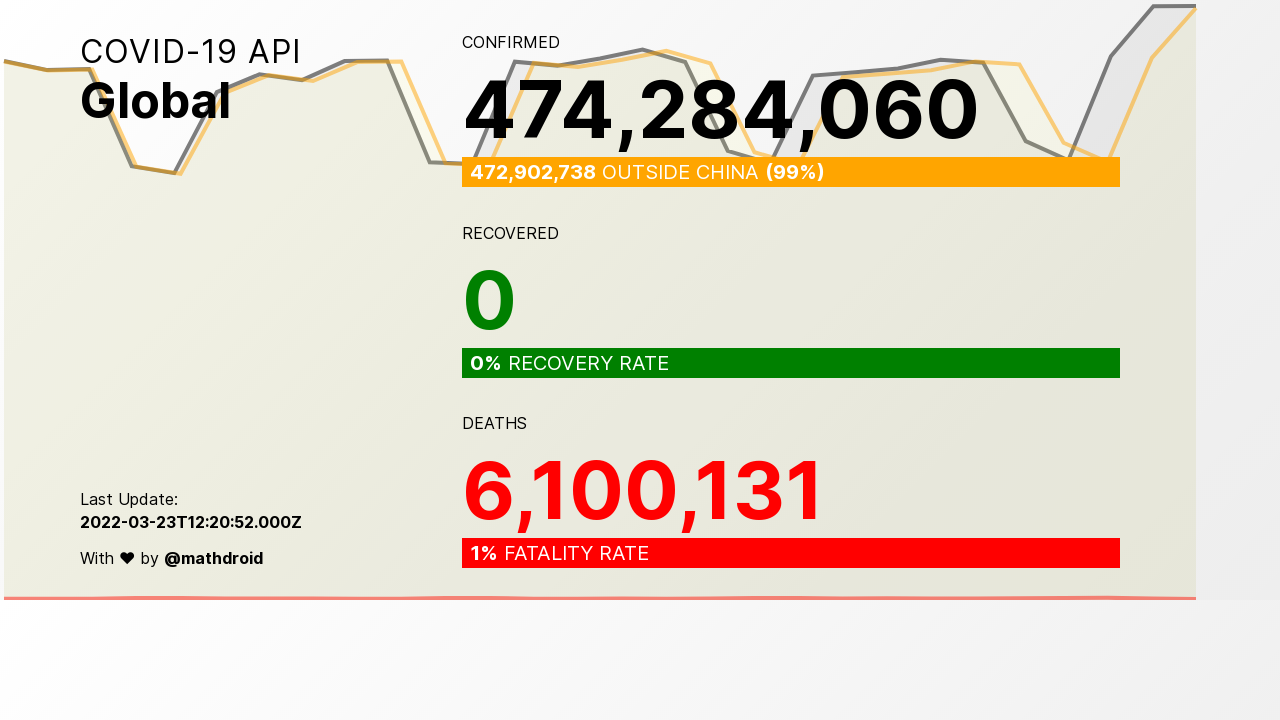 COVID-19 API
Global
CONFIRMED
474,284,060
472,902,738 OUTSIDE CHINA (99%)
RECOVERED
0
0% RECOVERY RATE
DEATHS
6,100,131
1% FATALITY RATE
Last Update:
2022-03-23T12:20:52.000Z
With ❤ by @mathdroid